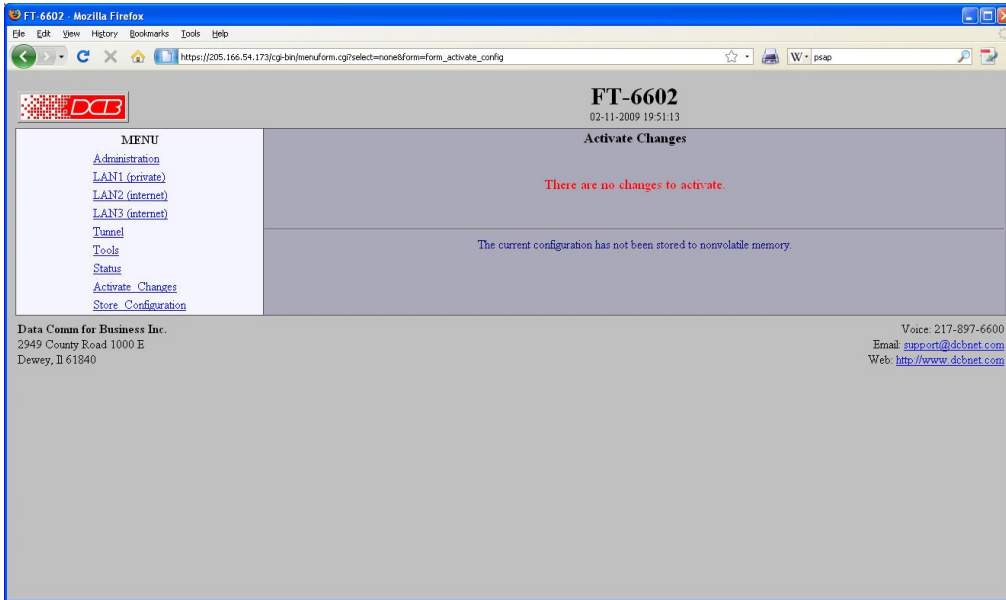 FT-6602 - Mozilla Firefox
File Edit View History Bookmarks Tools Help
https://205.166.54.173/cgi-bin/menuform.cgi?select=none&form=form_activate_config
W psap
DCB
FT-6602
02-11-2009 19:51:13
MENU
Administration
LAN1 (private)
LAN2 (internet)
LAN3 (internet)
Tunnel
Tools
Status
Activate Changes
Store Configuration
Activate Changes
There are no changes to activate.
The current configuration has not been stored to nonvolatile memory.
Data Comm for Business Inc.
2949 County Road 1000 E
Dewey, Il 61840
Voice: 217-897-6600
Email: support@dcbnet.com
Web: http://www.dcbnet.com